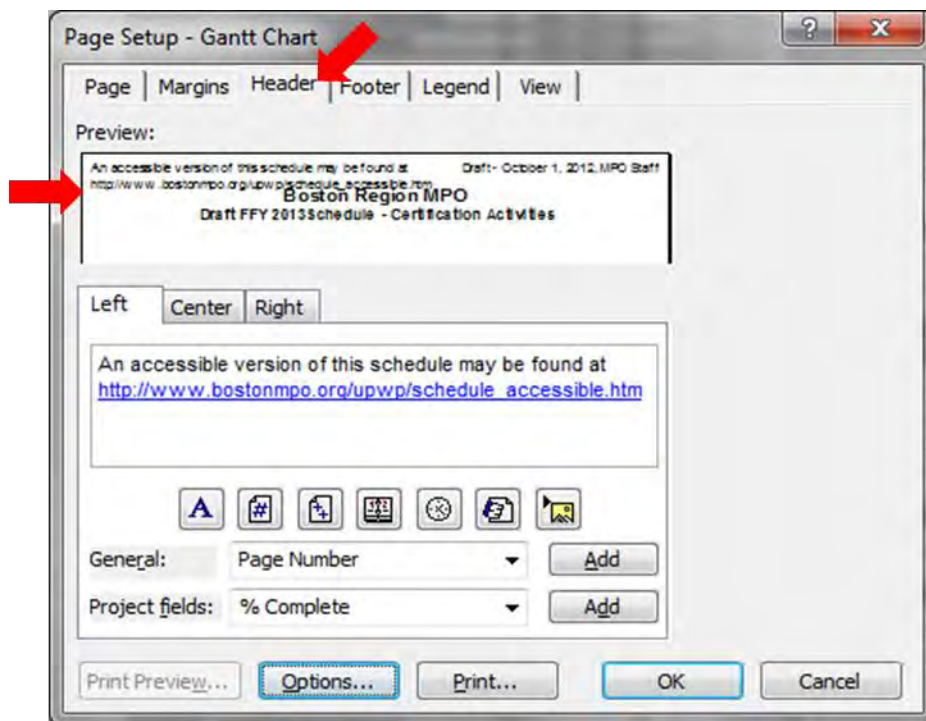 Page Setup - Gantt Chart
?
X
Page Margins Header Footer Legend View
Preview:
An accessible version of this schedule may be found at Draft - October 1, 2012, MPO Staff
http://www.bostonmpo.org/upwp/schedule_accessible.htm
Boston Region MPO
Draft FFY 2013 Schedule - Certification Activities
Left Center Right
An accessible version of this schedule may be found at
http://www.bostonmpo.org/upwp/schedule_accessible.htm
A #
General: Page Number Add
Project fields: % Complete Add
Print Preview... Options... Print... OK Cancel